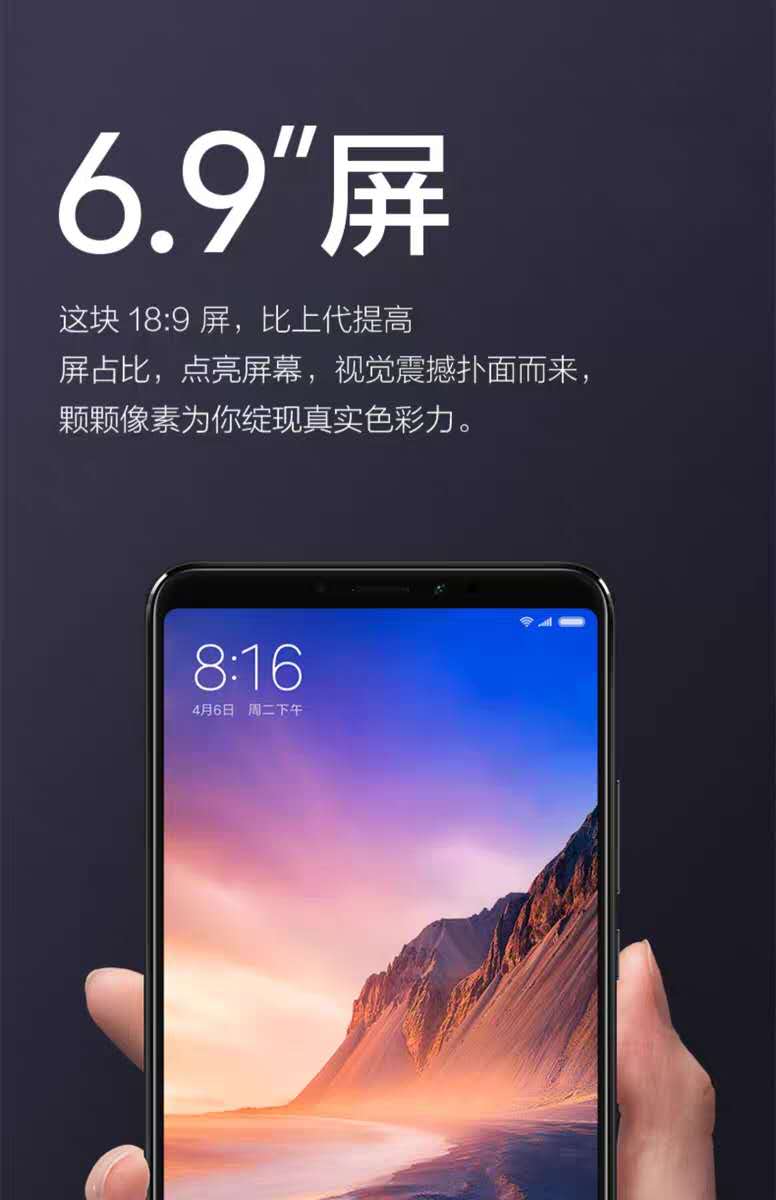 6.9"屏
这块 18:9 屏，比上代提高
屏占比，点亮屏幕，视觉震撼扑面而来，
颗颗像素为你绽现真实色彩力。
8:16
4月6日 周二下午